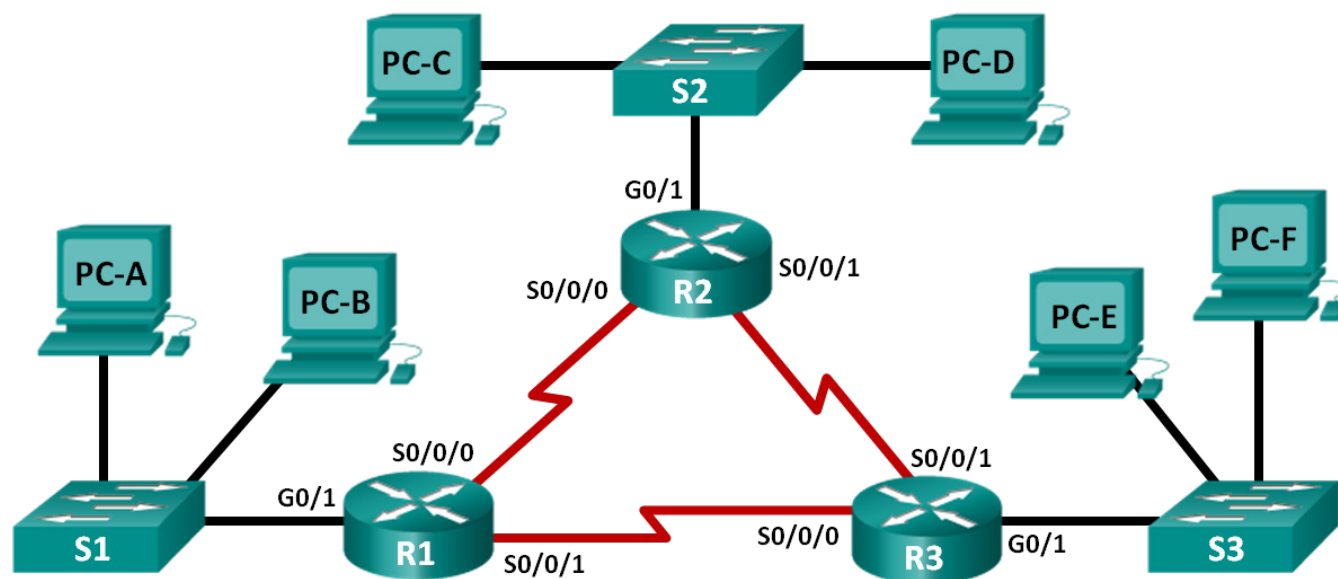 PC-C
S2
PC-D
G0/1
PC-A
PC-B
S0/0/0
R2
S0/0/1
PC-E
PC-F
S0/0/0
S0/0/1
G0/1
S1
R1
S0/0/1
S0/0/0
R3
G0/1
S3